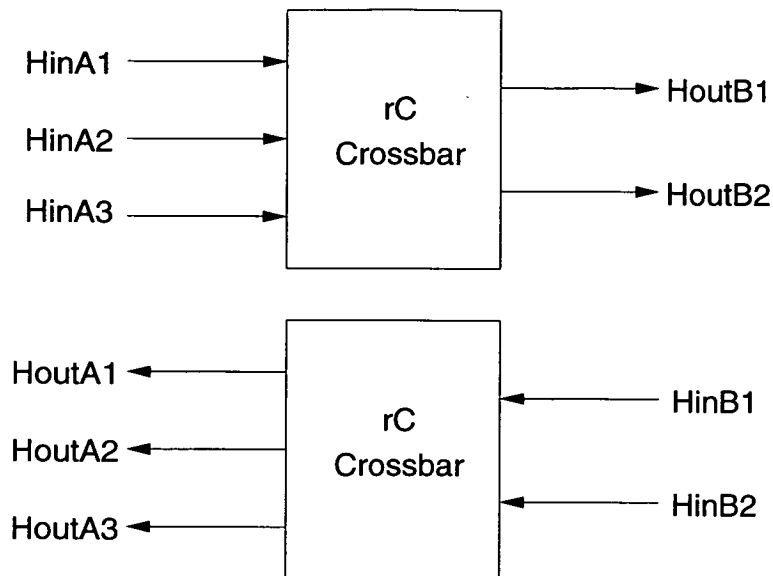 HinA1
HinA2
HinA3
rC
Crossbar
HoutB1
HoutB2
HoutA1
HoutA2
HoutA3
rC
Crossbar
HinB1
HinB2